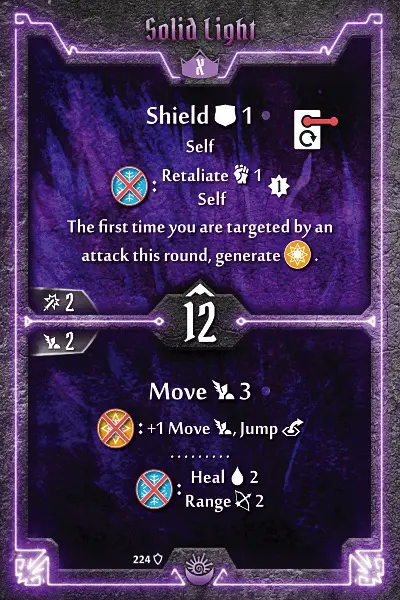 Solid Light
X
Shield 1
Self
: Retaliate 1
1
Self
The first time you are targeted by an
attack this round, generate .
2
12
2
Move 3
: +1 Move , Jump
.........
: Heal 2
Range 2
224